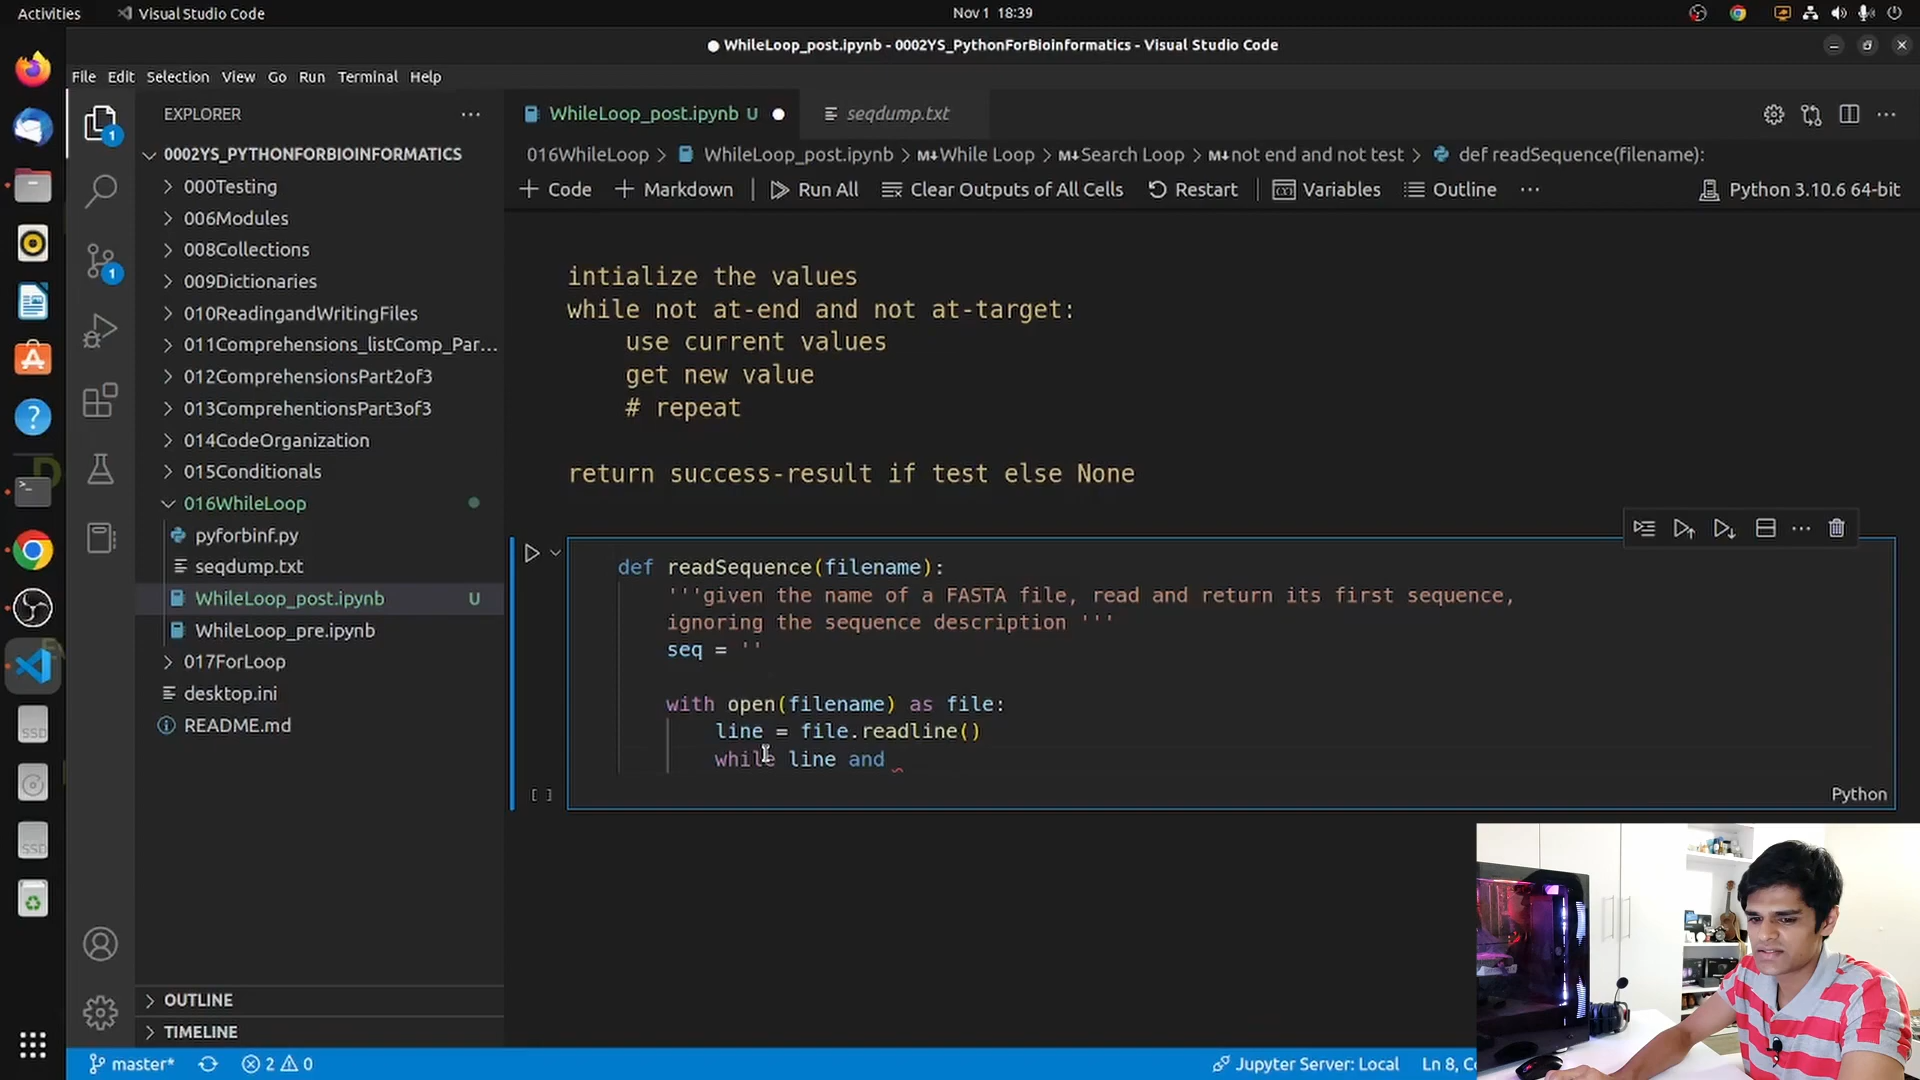 Activities
Visual Studio Code
Nov 1 18:39
WhileLoop_post.ipynb - 0002YS_PythonForBioinformatics - Visual Studio Code
File Edit Selection View Go Run Terminal Help
EXPLORER
WhileLoop_post.ipynb U
seqdump.txt
0002YS_PYTHONFORBIOINFORMATICS
016WhileLoop > WhileLoop_post.ipynb > M↓While Loop > M↓Search Loop > M↓not end and not test > def readSequence(filename):
+ Code + Markdown Run All Clear Outputs of All Cells Restart Variables Outline ... Python 3.10.6 64-bit
000Testing
006Modules
008Collections
009Dictionaries
010ReadingandWritingFiles
011Comprehensions_listComp_Par...
012ComprehensionsPart2of3
013ComprehentionsPart3of3
014CodeOrganization
015Conditionals
016WhileLoop
pyforbinf.py
seqdump.txt
WhileLoop_post.ipynb U
WhileLoop_pre.ipynb
017ForLoop
desktop.ini
README.md
OUTLINE
TIMELINE
intialize the values
while not at-end and not at-target:
use current values
get new value
# repeat
return success-result if test else None
def readSequence(filename):
'''given the name of a FASTA file, read and return its first sequence,
ignoring the sequence description '''
seq = ''
with open(filename) as file:
line = file.readline()
while line and
[ ]
Python
1
1
master*
2 0
Jupyter Server: Local
Ln 8, C